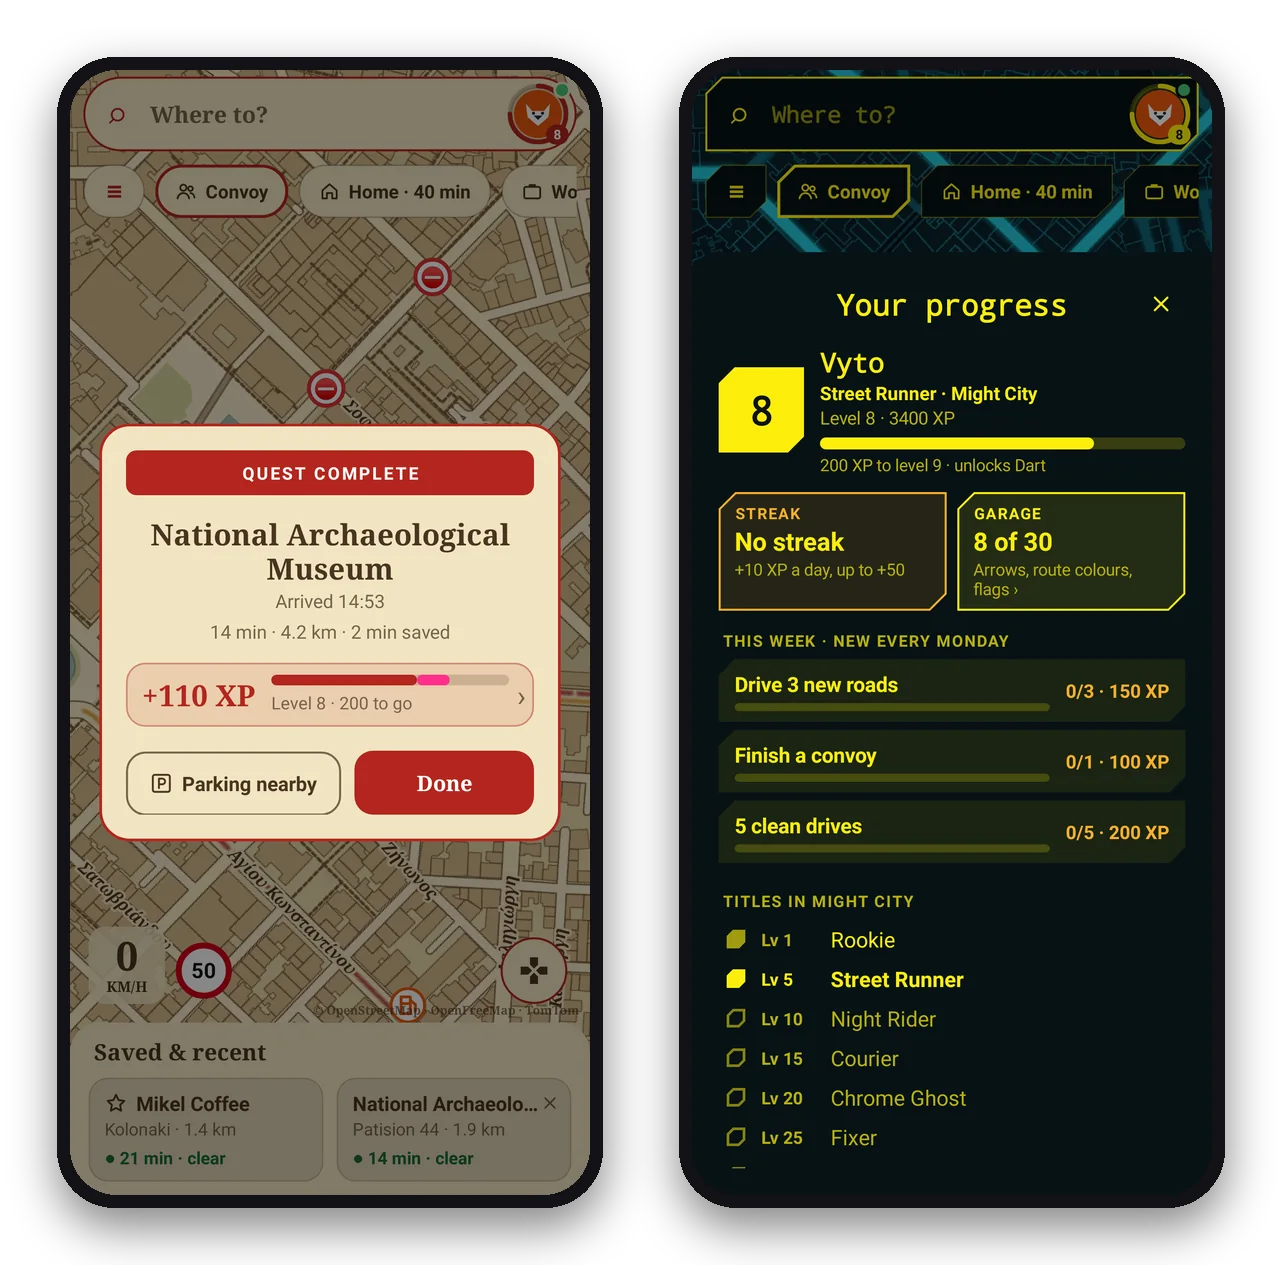 Where to?
8
Convoy
Home · 40 min
Wo
QUEST COMPLETE
National Archaeological
Museum
Arrived 14:53
14 min · 4.2 km · 2 min saved
+110 XP
Level 8 · 200 to go
Parking nearby
Done
Ζήνωνος
Αγίου Κωνσταντίνου
0
KM/H
50
© OpenStreetMap · OpenFreeMap · TomTom
Saved & recent
Mikel Coffee
Kolonaki · 1.4 km
21 min · clear
National Archaeolo...
Patision 44 · 1.9 km
14 min · clear
Where to?
8
Convoy
Home · 40 min
Wo
Your progress
8
Vyto
Street Runner · Might City
Level 8 · 3400 XP
200 XP to level 9 · unlocks Dart
STREAK
No streak
+10 XP a day, up to +50
GARAGE
8 of 30
Arrows, route colours,
flags ›
THIS WEEK · NEW EVERY MONDAY
Drive 3 new roads
0/3 · 150 XP
Finish a convoy
0/1 · 100 XP
5 clean drives
0/5 · 200 XP
TITLES IN MIGHT CITY
Lv 1 Rookie
Lv 5 Street Runner
Lv 10 Night Rider
Lv 15 Courier
Lv 20 Chrome Ghost
Lv 25 Fixer